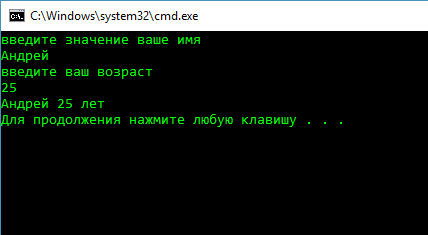 C:\Windows\system32\cmd.exe
введите значение ваше имя
Андрей
введите ваш возраст
25
Андрей 25 лет
Для продолжения нажмите любую клавишу . . .